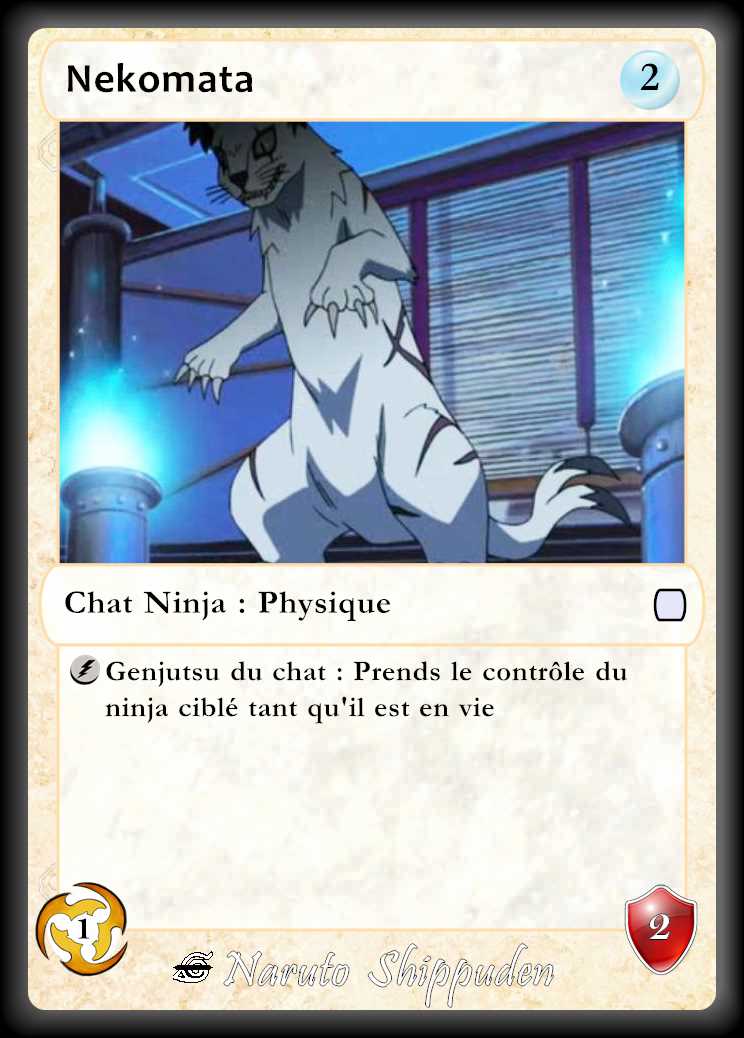 Nekomata
2
Chat Ninja : Physique
Genjutsu du chat : Prends le contrôle du
ninja ciblé tant qu'il est en vie
1
2
Naruto Shippuden